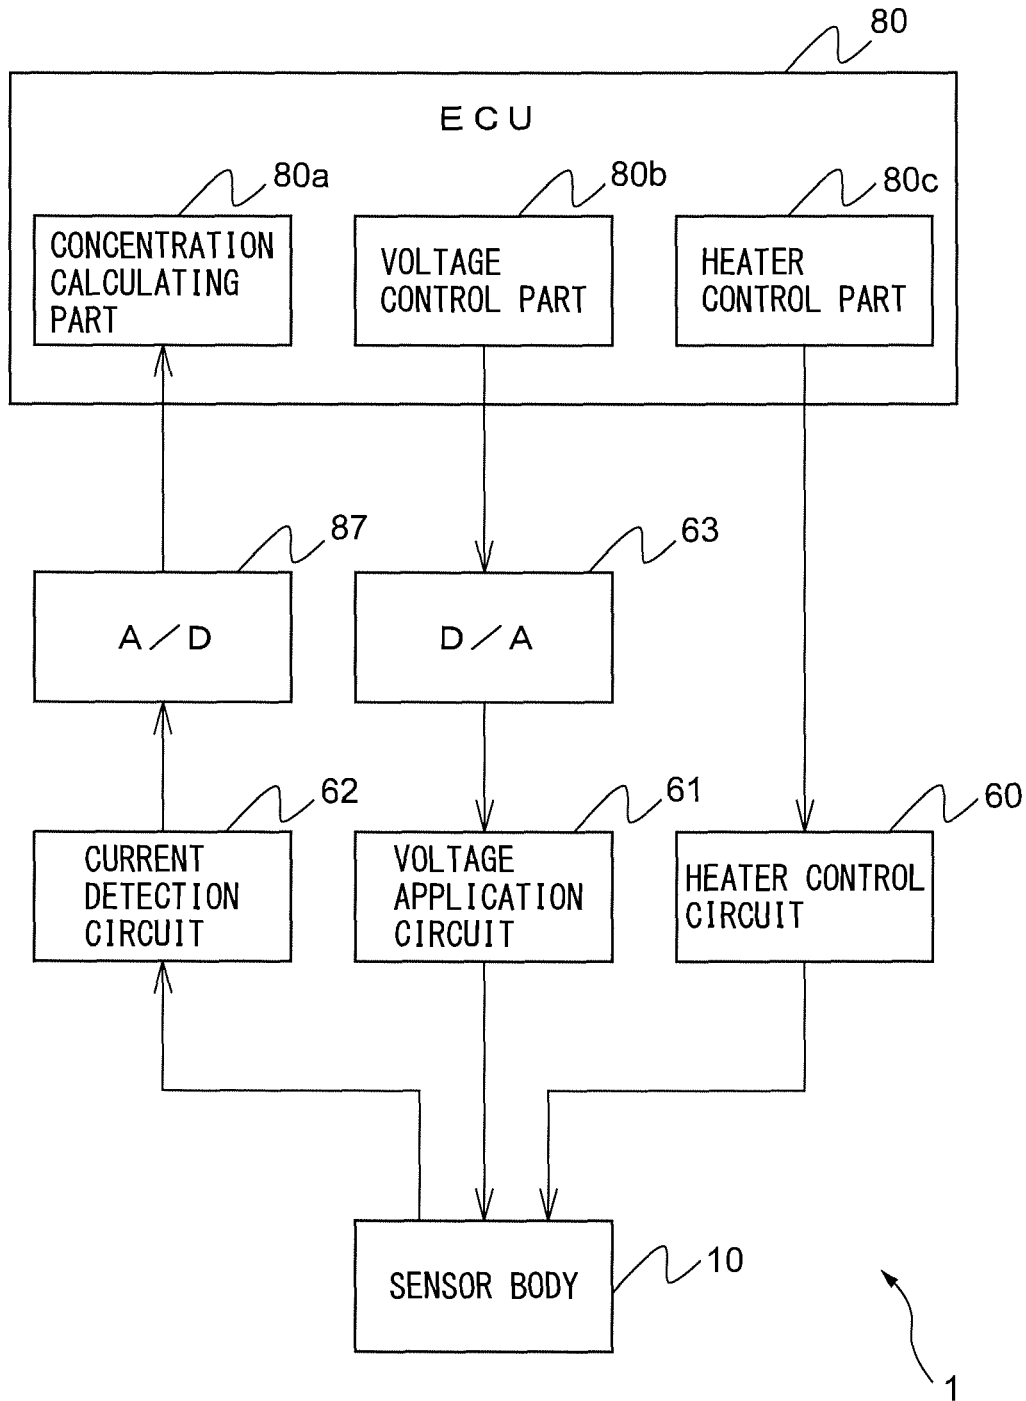 80
ECU
80a
80b
80c
CONCENTRATION
CALCULATING
PART
VOLTAGE
CONTROL PART
HEATER
CONTROL PART
87
63
A/D
D/A
62
61
60
CURRENT
DETECTION
CIRCUIT
VOLTAGE
APPLICATION
CIRCUIT
HEATER CONTROL
CIRCUIT
SENSOR BODY
10
1